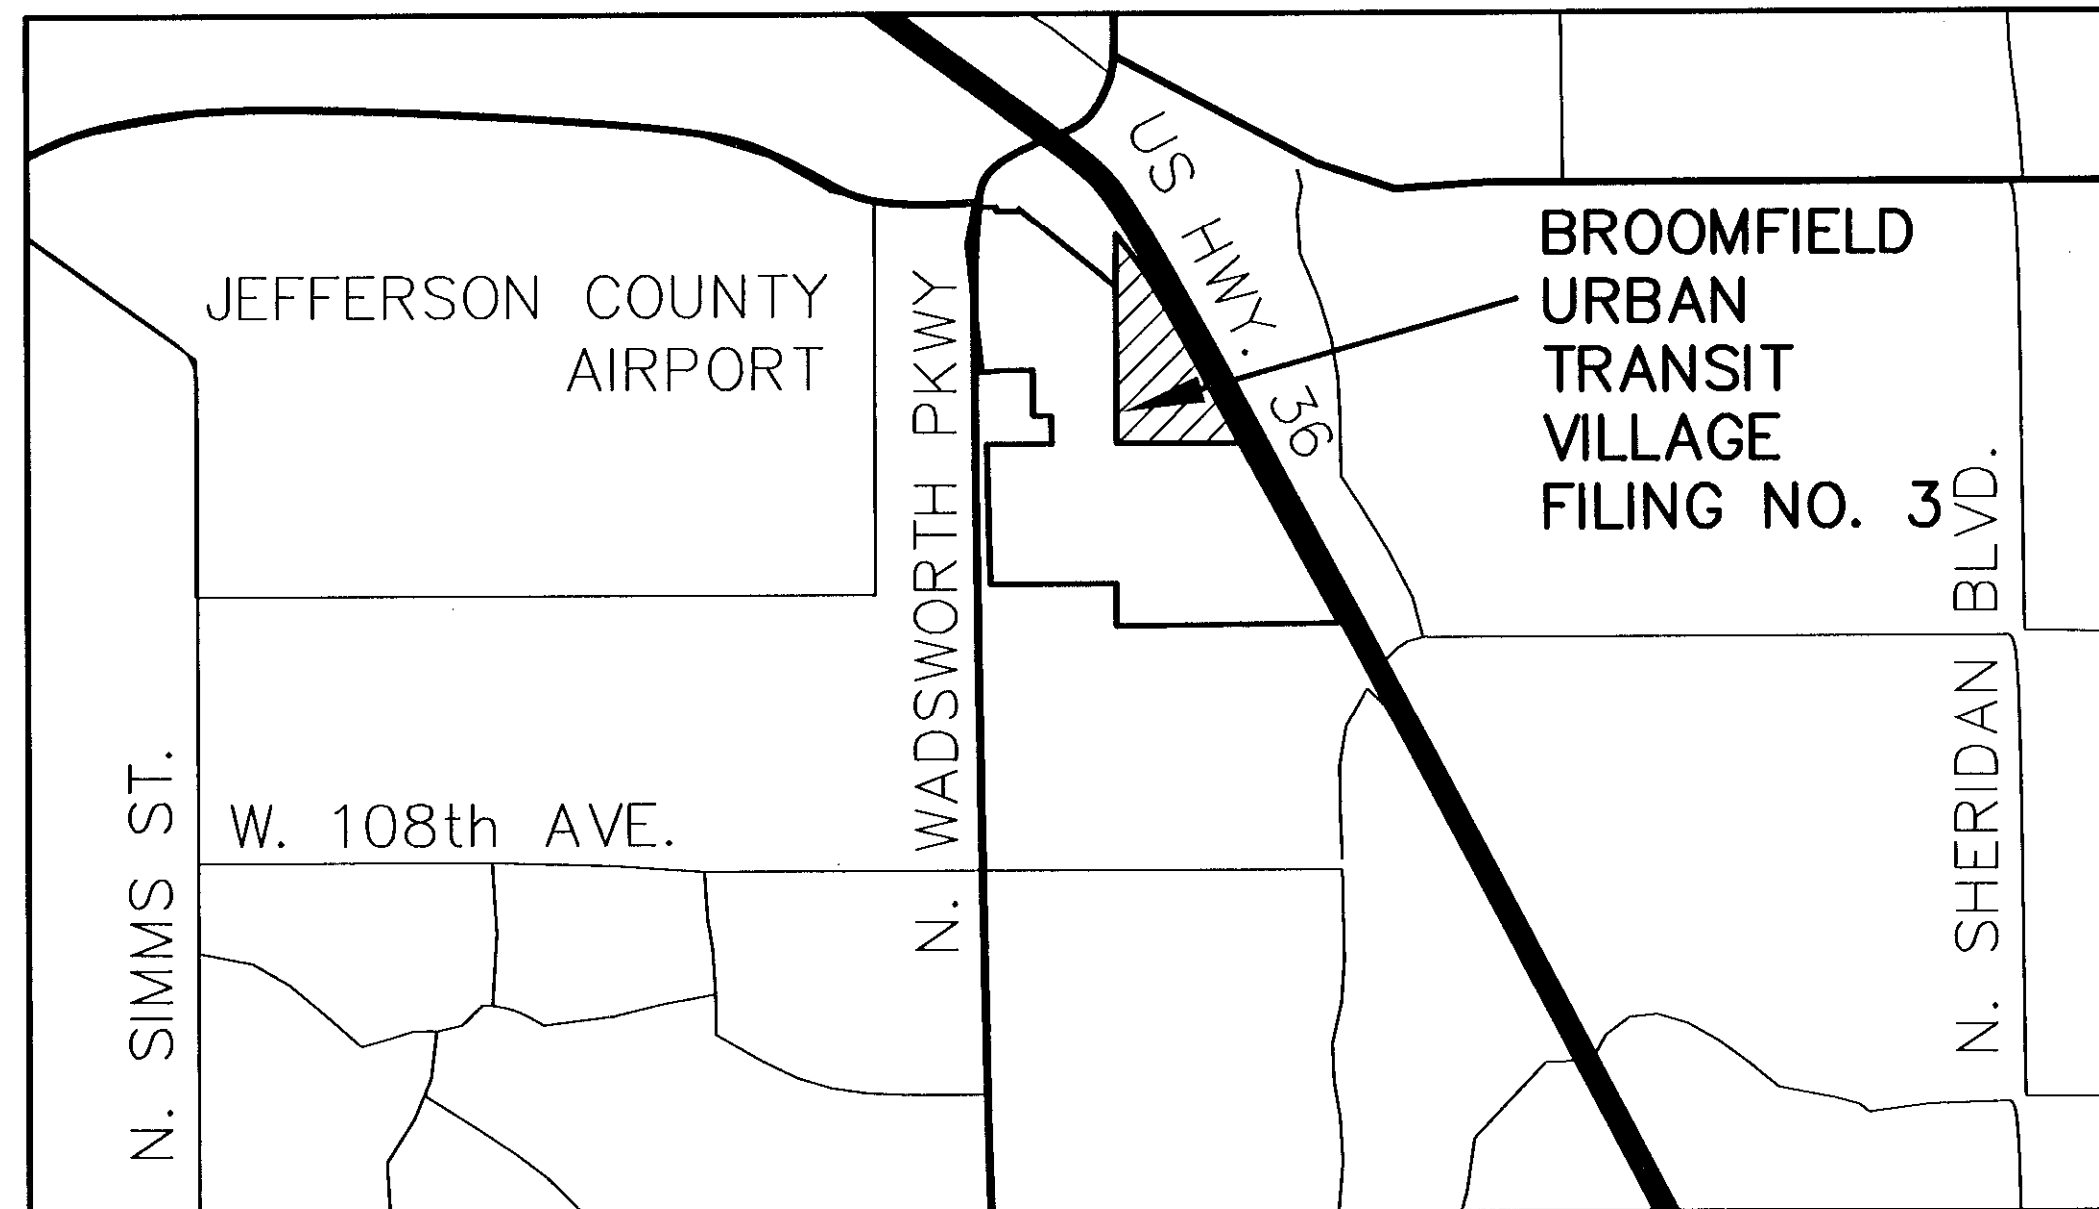 US HWY. 36
BROOMFIELD
URBAN
TRANSIT
VILLAGE
FILING NO. 3
JEFFERSON COUNTY
AIRPORT
N. WADSWORTH PKWY
N. SHERIDAN BLVD.
N. SIMMS ST.
W. 108th AVE.